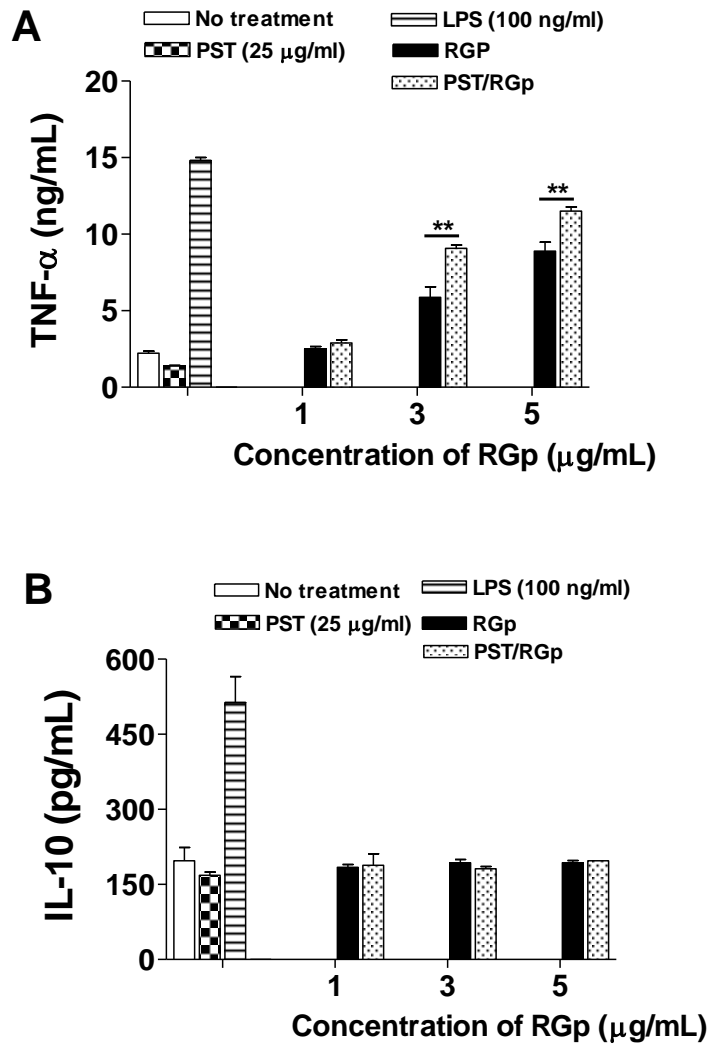 A
No treatment
LPS (100 ng/ml)
PST (25 μg/ml)
RGP
PST/RGp
TNF-α (ng/mL)
20
15
10
5
0
**
**
1 3 5
Concentration of RGp (μg/mL)
B
No treatment
LPS (100 ng/ml)
PST (25 μg/ml)
RGp
PST/RGp
IL-10 (pg/mL)
600
450
300
150
0
1 3 5
Concentration of RGp (μg/mL)